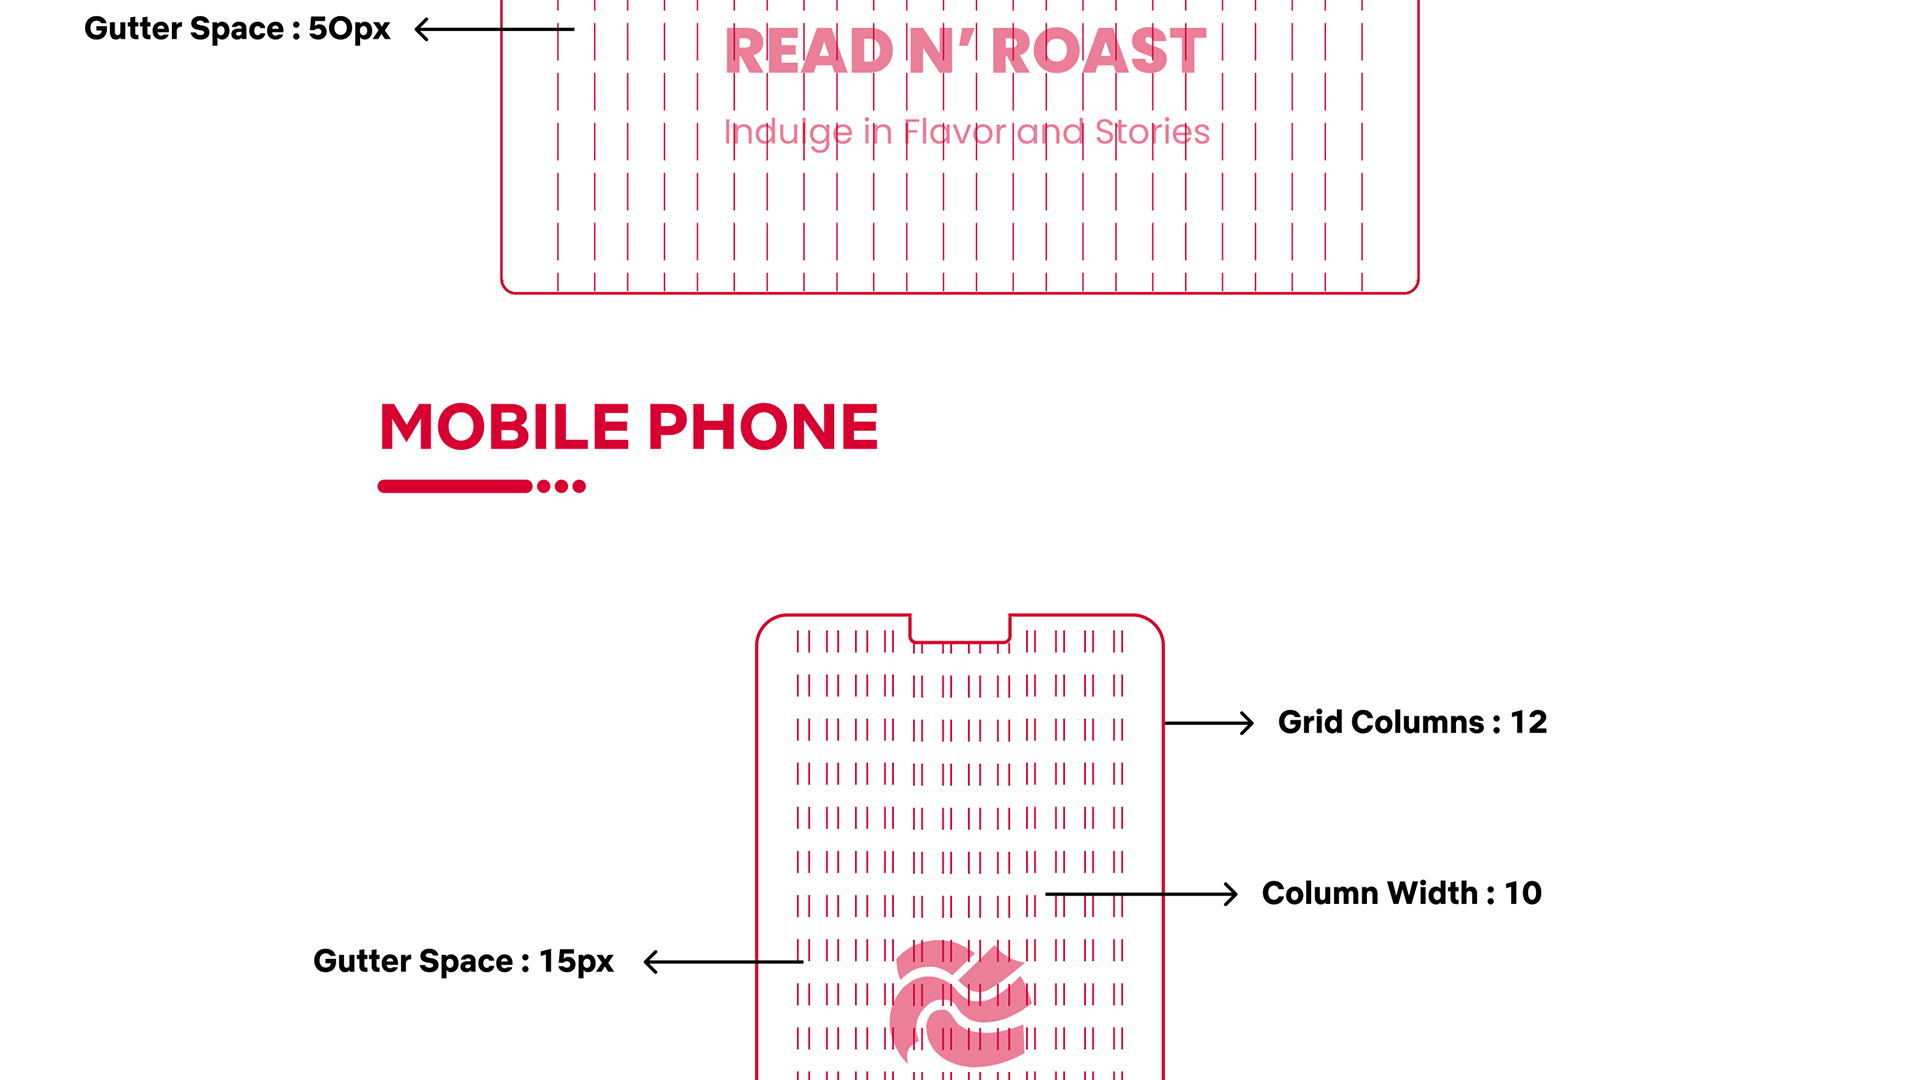 Gutter Space : 50px
READ N’ ROAST
Indulge in Flavor and Stories
MOBILE PHONE
Grid Columns : 12
Column Width : 10
Gutter Space : 15px